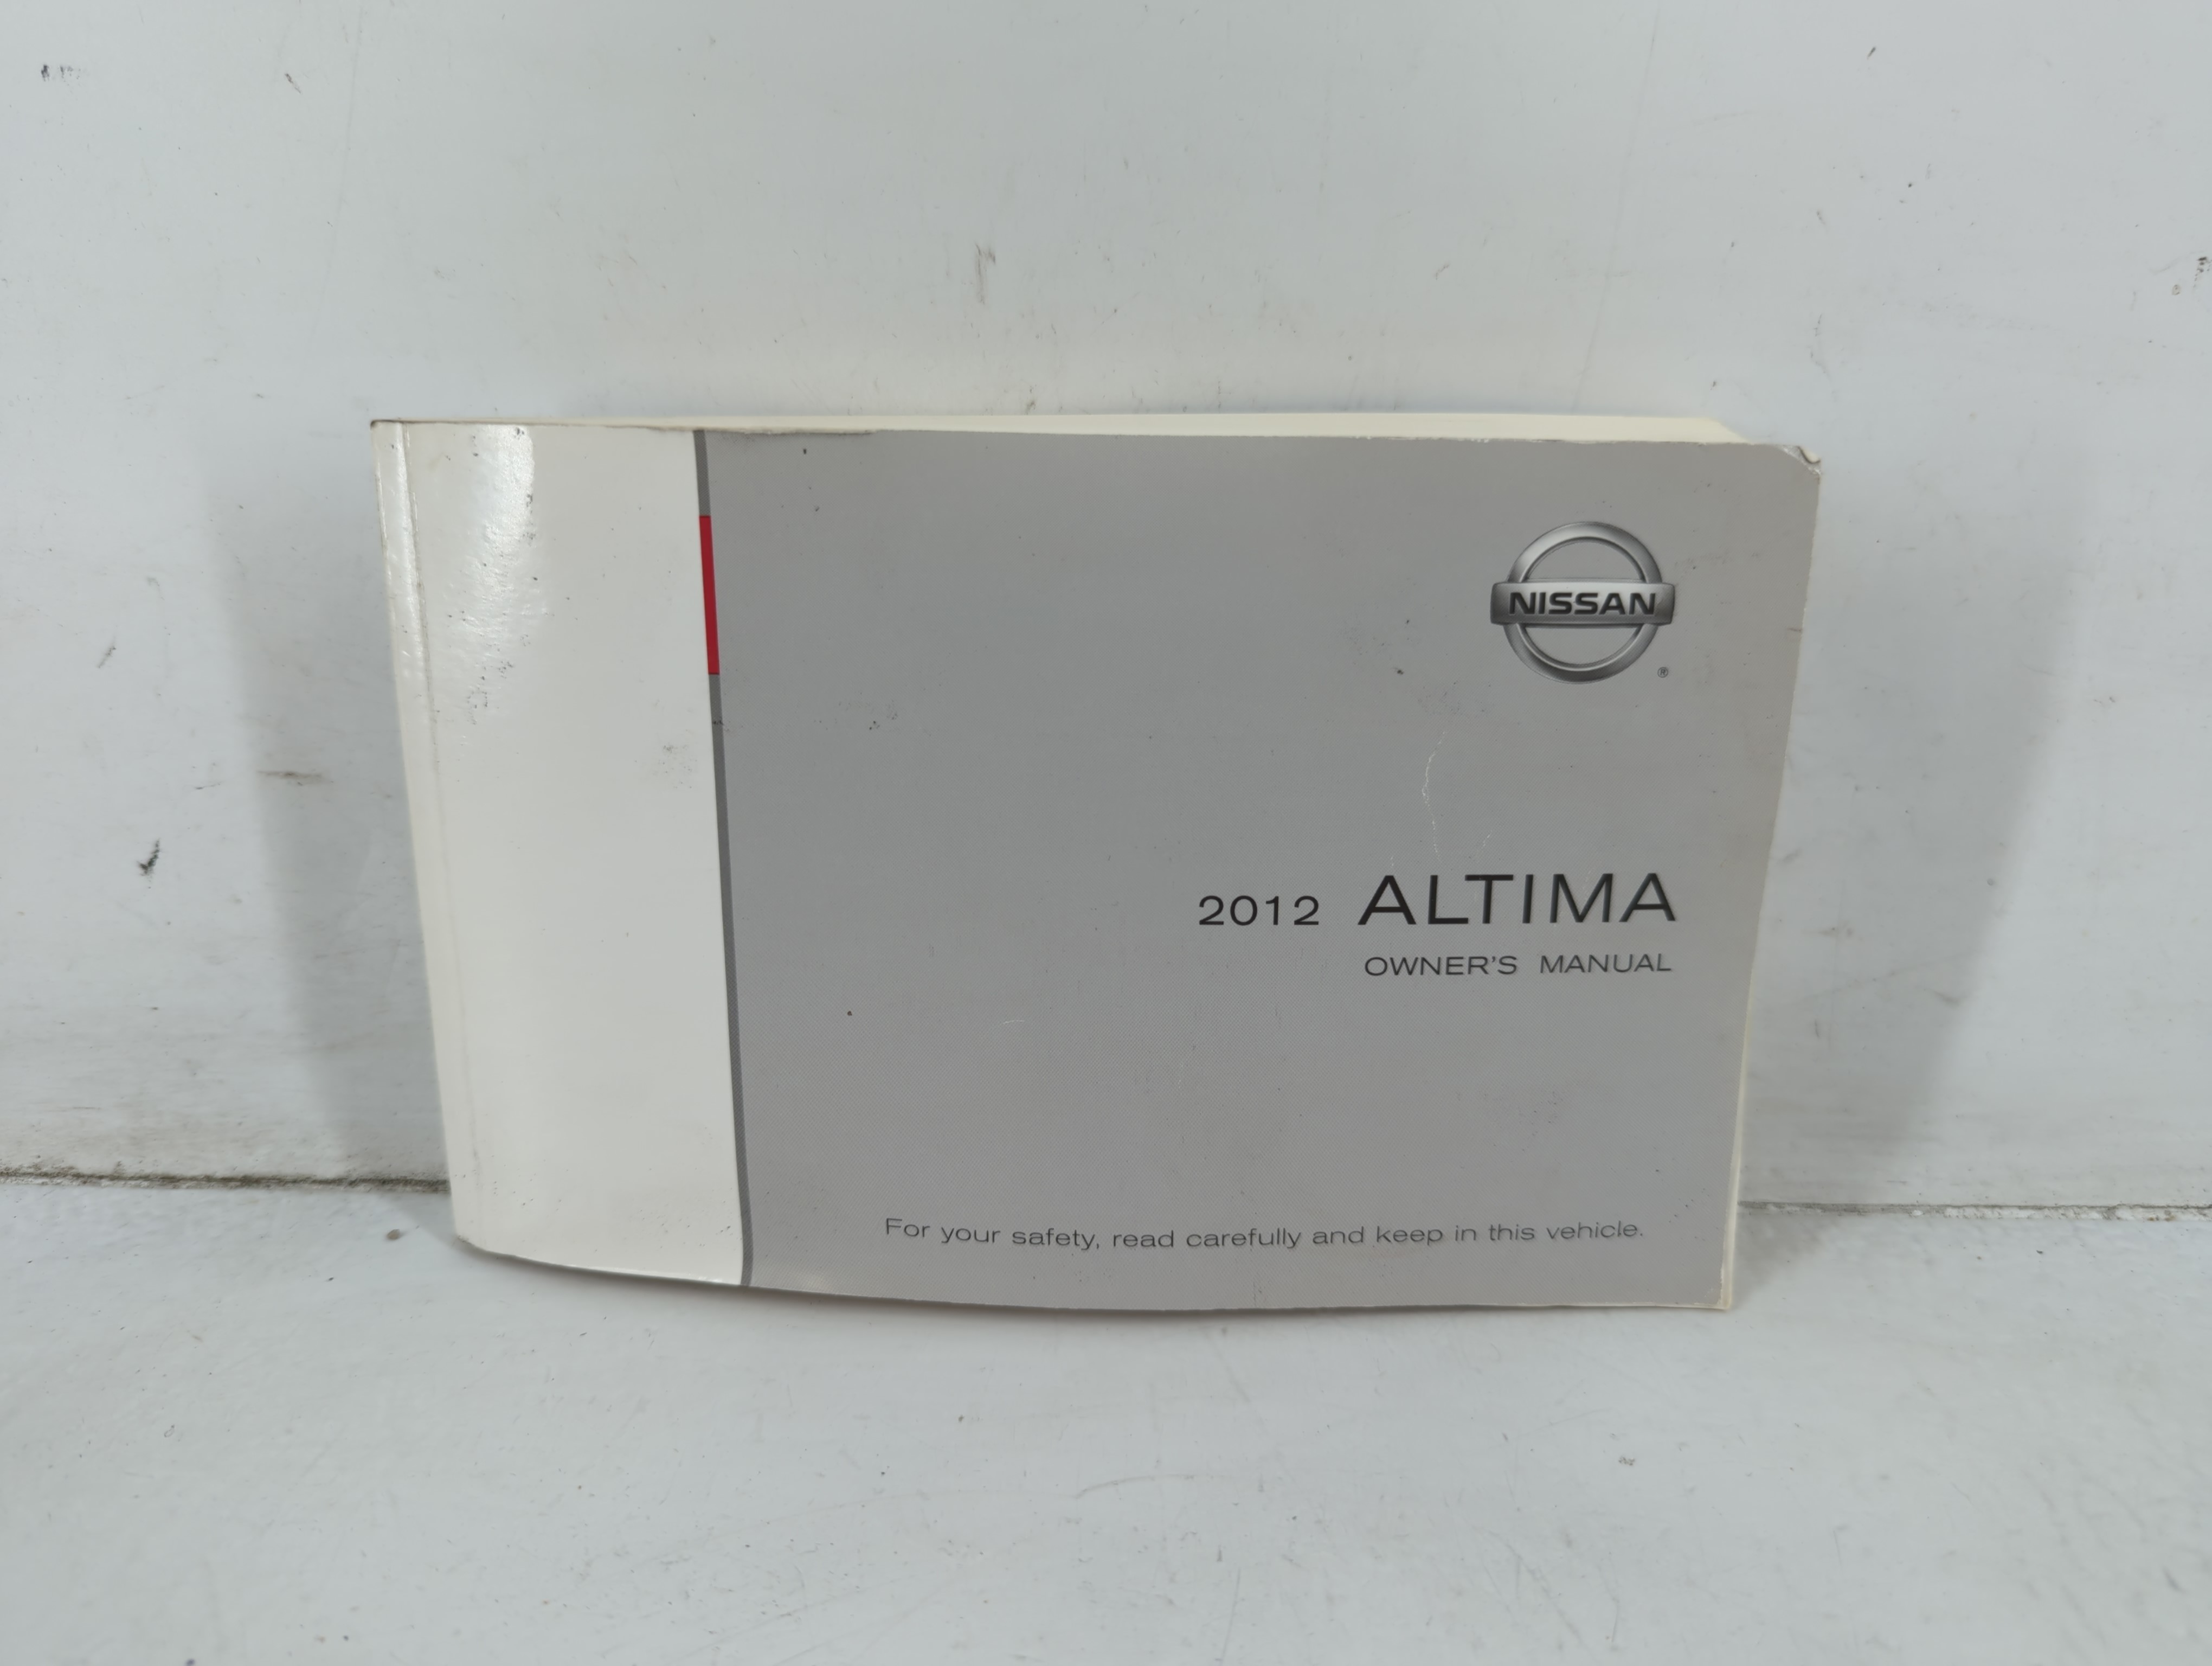 NISSAN
®
2012 ALTIMA
OWNER'S MANUAL
For your safety, read carefully and keep in this vehicle.